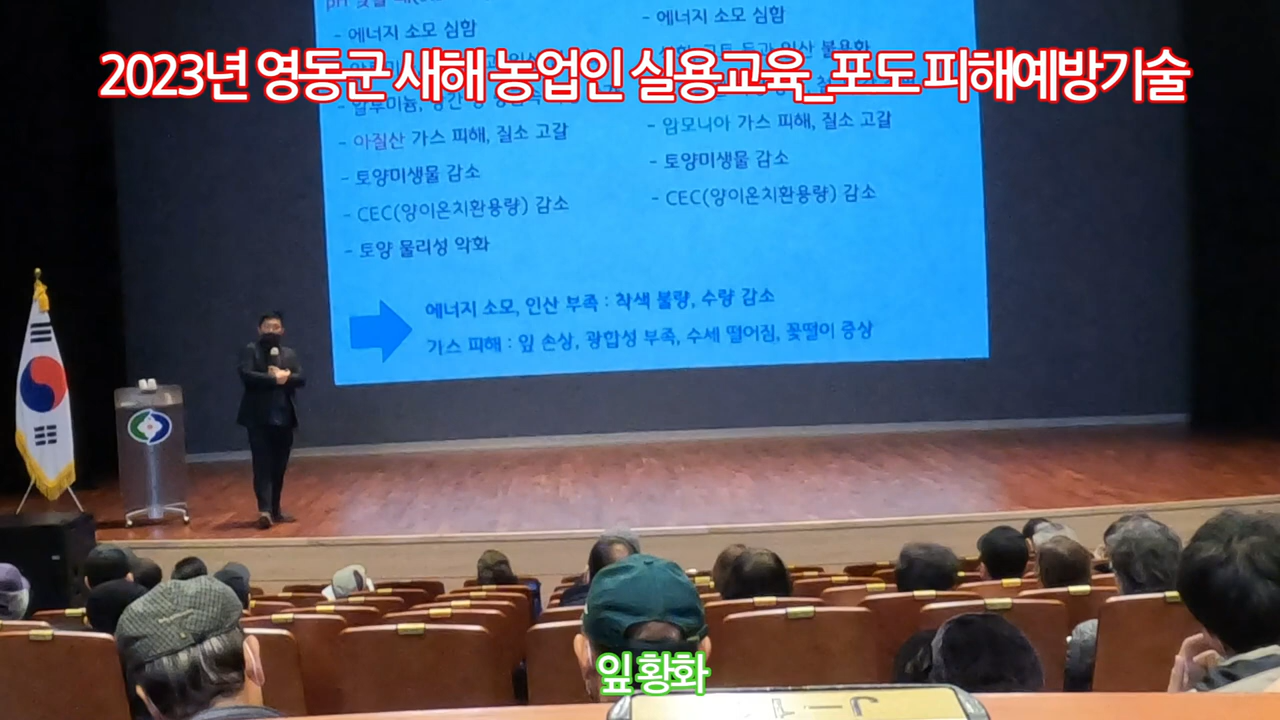 - 에너지 소모 심함
- 에너지 소모 심함
2023년 영동군 새해 농업인 실용교육_포도 피해예방기술
- 아질산 가스 피해, 질소 고갈
- 암모니아 가스 피해, 질소 고갈
- 토양미생물 감소
- 토양미생물 감소
- CEC(양이온치환용량) 감소
- CEC(양이온치환용량) 감소
- 토양 물리성 악화
에너지 소모, 인산 부족 : 착색 불량, 수량 감소
가스 피해 : 잎 손상, 광합성 부족, 수세 떨어짐, 꽃떨이 증상
잎 황화